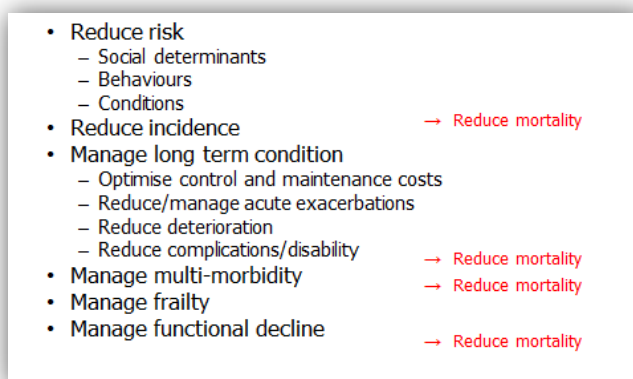 • Reduce risk
– Social determinants
– Behaviours
– Conditions
→ Reduce mortality
• Reduce incidence
• Manage long term condition
– Optimise control and maintenance costs
– Reduce/manage acute exacerbations
– Reduce deterioration
– Reduce complications/disability
→ Reduce mortality
• Manage multi-morbidity
→ Reduce mortality
• Manage frailty
• Manage functional decline
→ Reduce mortality